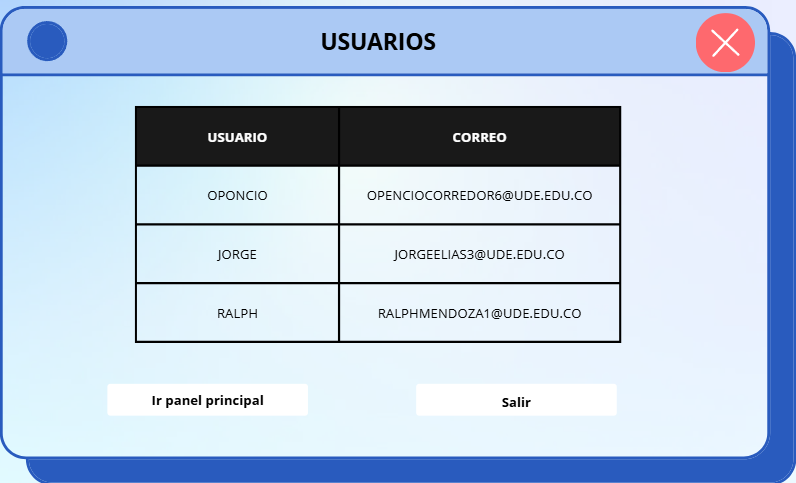 USUARIOS
USUARIO CORREO
OPONCIO OPENCIOCORREDOR6@UDE.EDU.CO
JORGE JORGEELIAS3@UDE.EDU.CO
RALPH RALPHMENDOZA1@UDE.EDU.CO
Ir panel principal Salir